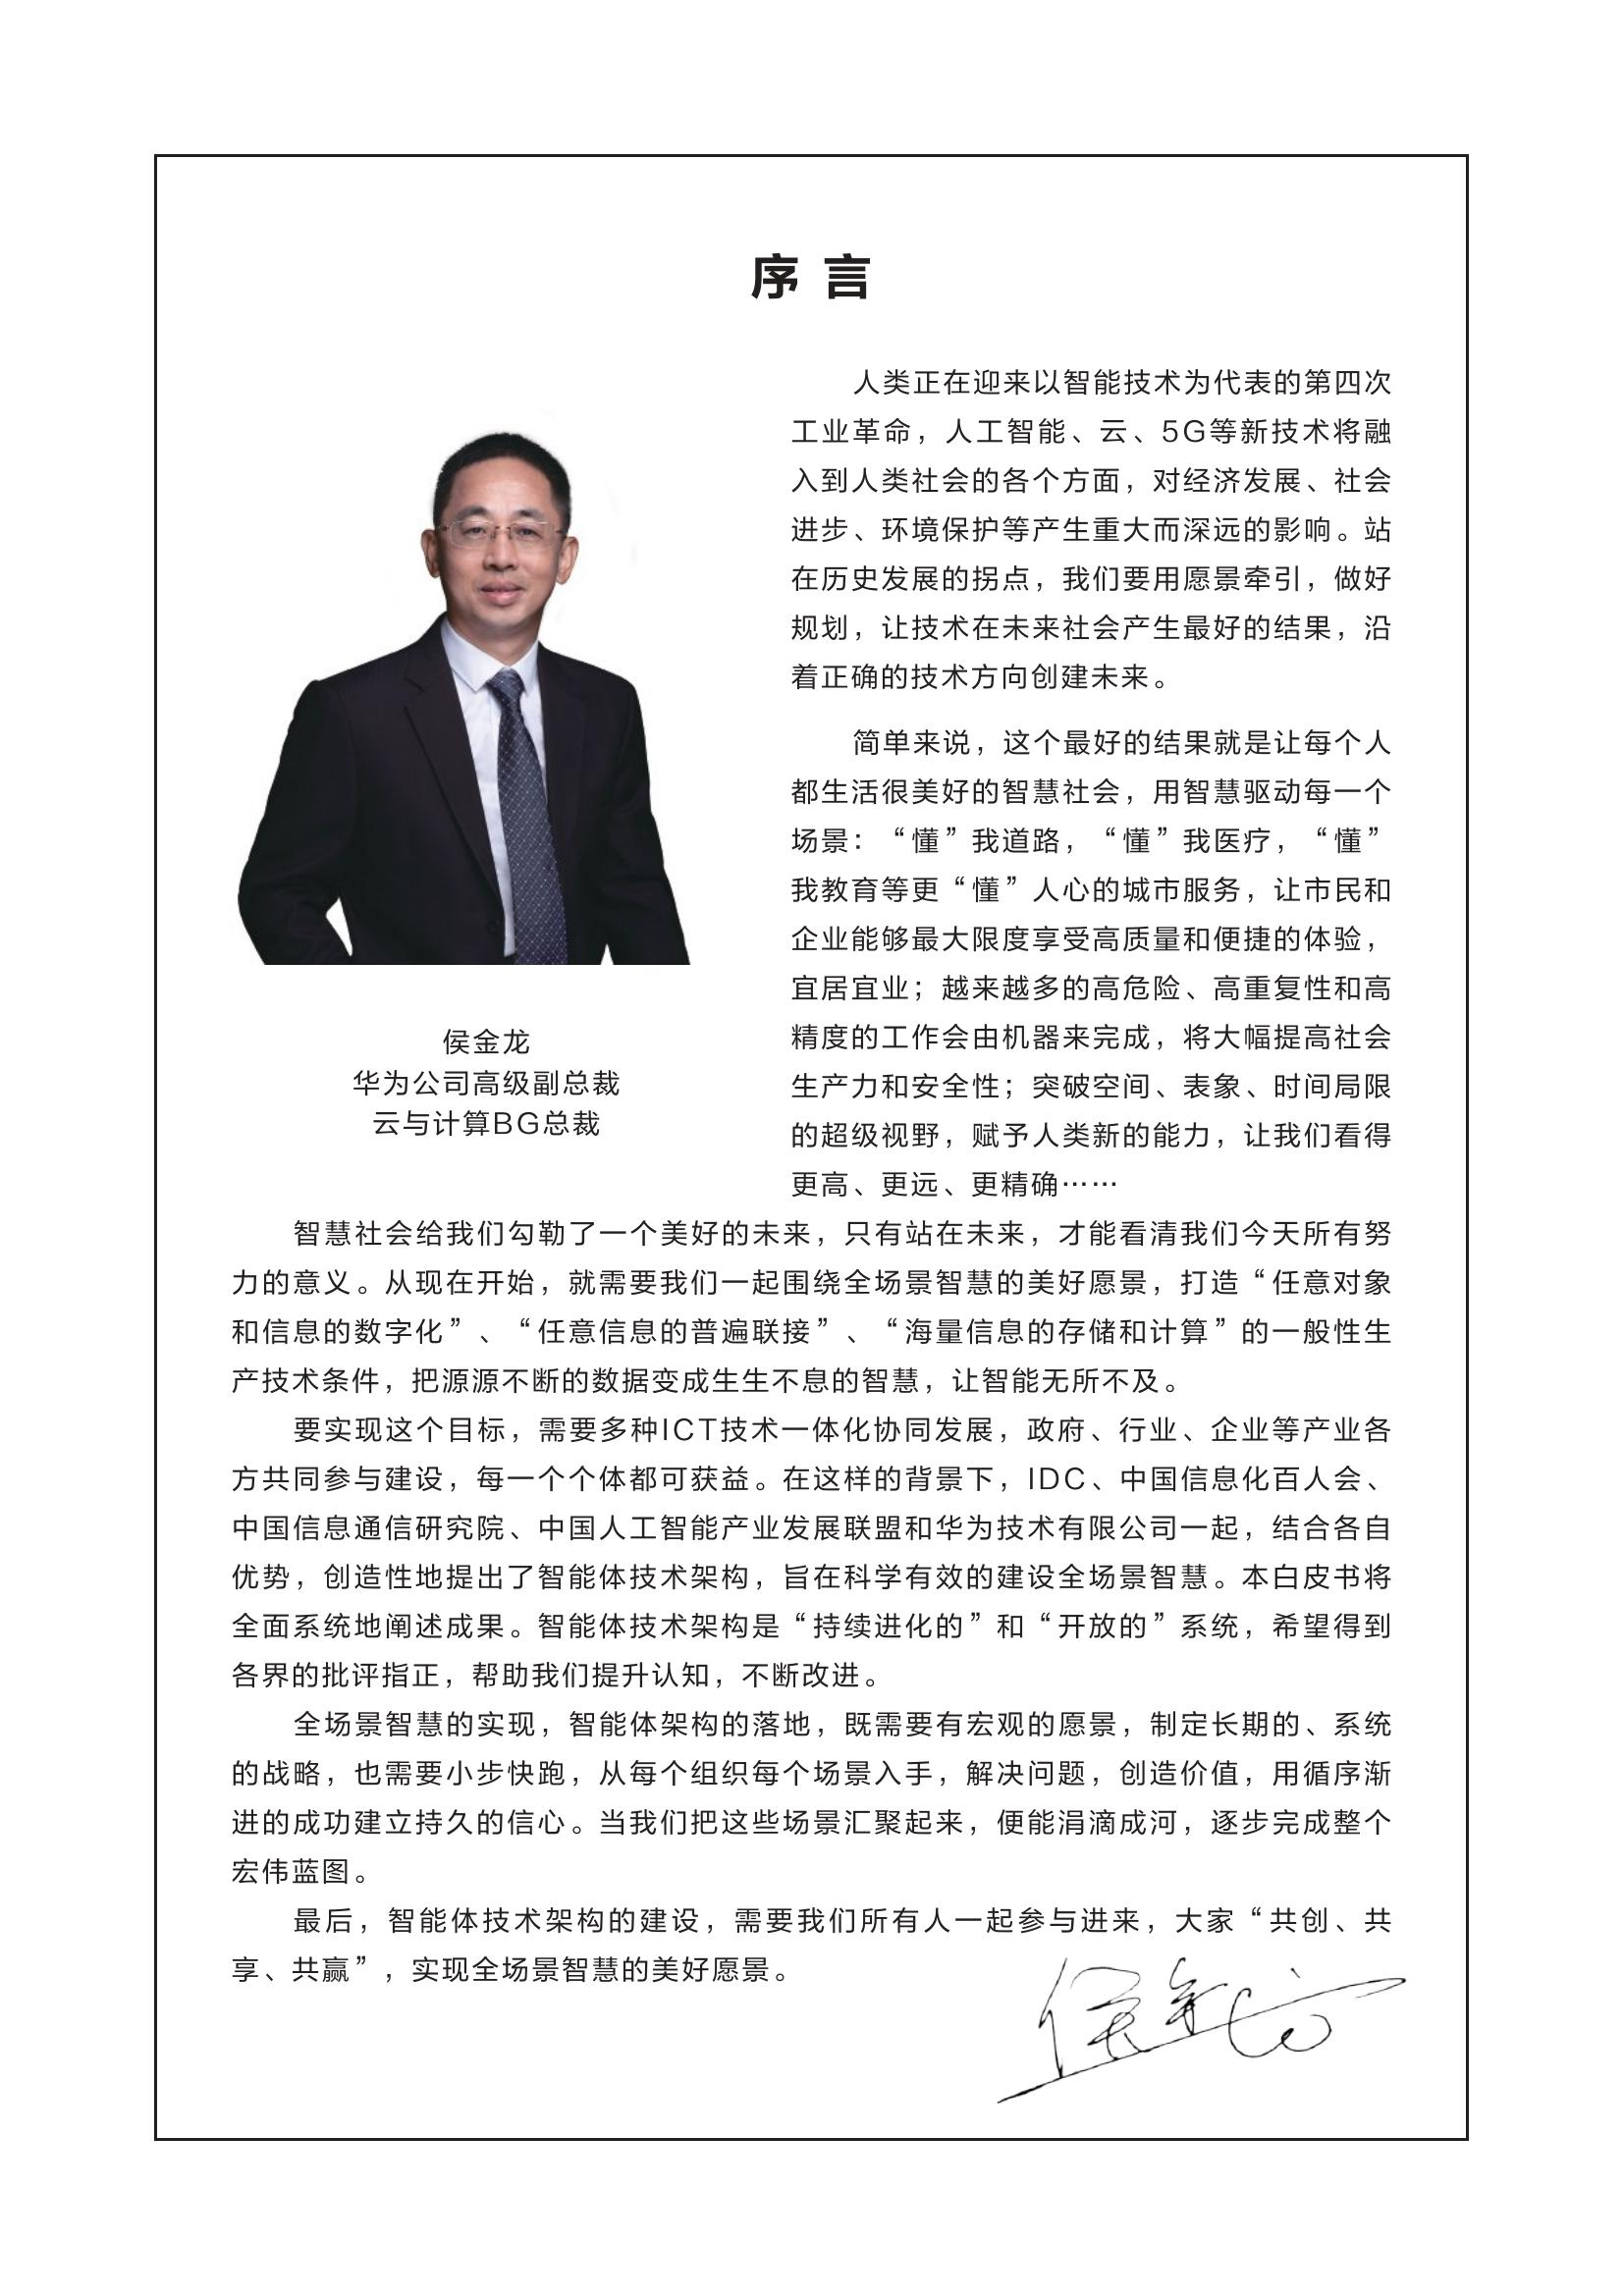 序 言
人类正在迎来以智能技术为代表的第四次
工业革命，人工智能、云、5G等新技术将融
入到人类社会的各个方面，对经济发展、社会
进步、环境保护等产生重大而深远的影响。站
在历史发展的拐点，我们要用愿景牵引，做好
规划，让技术在未来社会产生最好的结果，沿
着正确的技术方向创建未来。
简单来说，这个最好的结果就是让每个人
都生活很美好的智慧社会，用智慧驱动每一个
场景：“懂”我道路，“懂”我医疗，“懂”
我教育等更“懂”人心的城市服务，让市民和
企业能够最大限度享受高质量和便捷的体验，
宜居宜业；越来越多的高危险、高重复性和高
精度的工作会由机器来完成，将大幅提高社会
生产力和安全性；突破空间、表象、时间局限
的超级视野，赋予人类新的能力，让我们看得
更高、更远、更精确……
侯金龙
华为公司高级副总裁
云与计算BG总裁
智慧社会给我们勾勒了一个美好的未来，只有站在未来，才能看清我们今天所有努
力的意义。从现在开始，就需要我们一起围绕全场景智慧的美好愿景，打造“任意对象
和信息的数字化”、“任意信息的普遍联接”、“海量信息的存储和计算”的一般性生
产技术条件，把源源不断的数据变成生生不息的智慧，让智能无所不及。
要实现这个目标，需要多种ICT技术一体化协同发展，政府、行业、企业等产业各
方共同参与建设，每一个个体都可获益。在这样的背景下，IDC、中国信息化百人会、
中国信息通信研究院、中国人工智能产业发展联盟和华为技术有限公司一起，结合各自
优势，创造性地提出了智能体技术架构，旨在科学有效的建设全场景智慧。本白皮书将
全面系统地阐述成果。智能体技术架构是“持续进化的”和“开放的”系统，希望得到
各界的批评指正，帮助我们提升认知，不断改进。
全场景智慧的实现，智能体架构的落地，既需要有宏观的愿景，制定长期的、系统
的战略，也需要小步快跑，从每个组织每个场景入手，解决问题，创造价值，用循序渐
进的成功建立持久的信心。当我们把这些场景汇聚起来，便能涓滴成河，逐步完成整个
宏伟蓝图。
最后，智能体技术架构的建设，需要我们所有人一起参与进来，大家“共创、共
享、共赢”，实现全场景智慧的美好愿景。
侯金龙